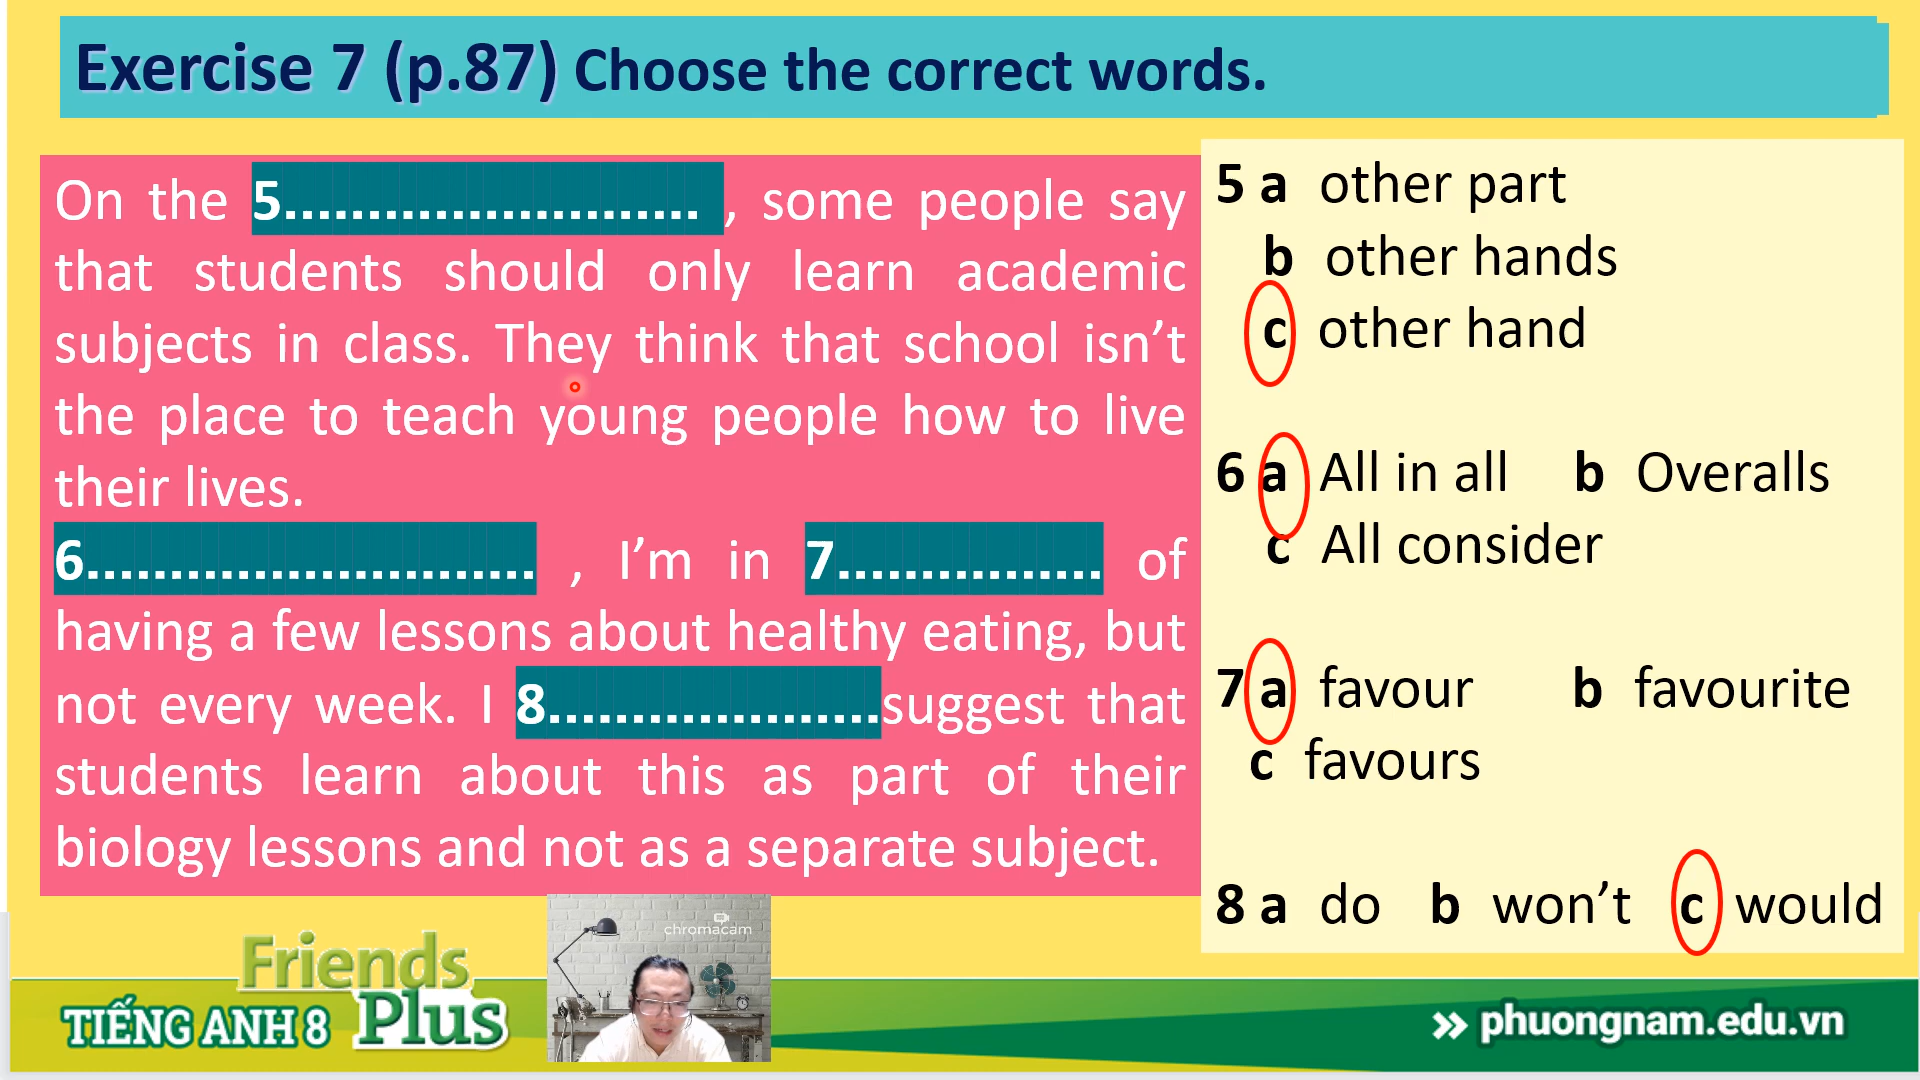 Exercise 7 (p.87) Choose the correct words.
On the 5......................... , some people say
that students should only learn academic
subjects in class. They think that school isn’t
the place to teach young people how to live
their lives.
6........................... , I’m in 7................ of
having a few lessons about healthy eating, but
not every week. I 8....................suggest that
students learn about this as part of their
biology lessons and not as a separate subject.
5 a other part
b other hands
c other hand
6 a All in all b Overalls
c All consider
7 a favour b favourite
c favours
8 a do b won’t c would
chromacam
Friends
Plus
TIẾNG ANH 8
phuongnam.edu.vn